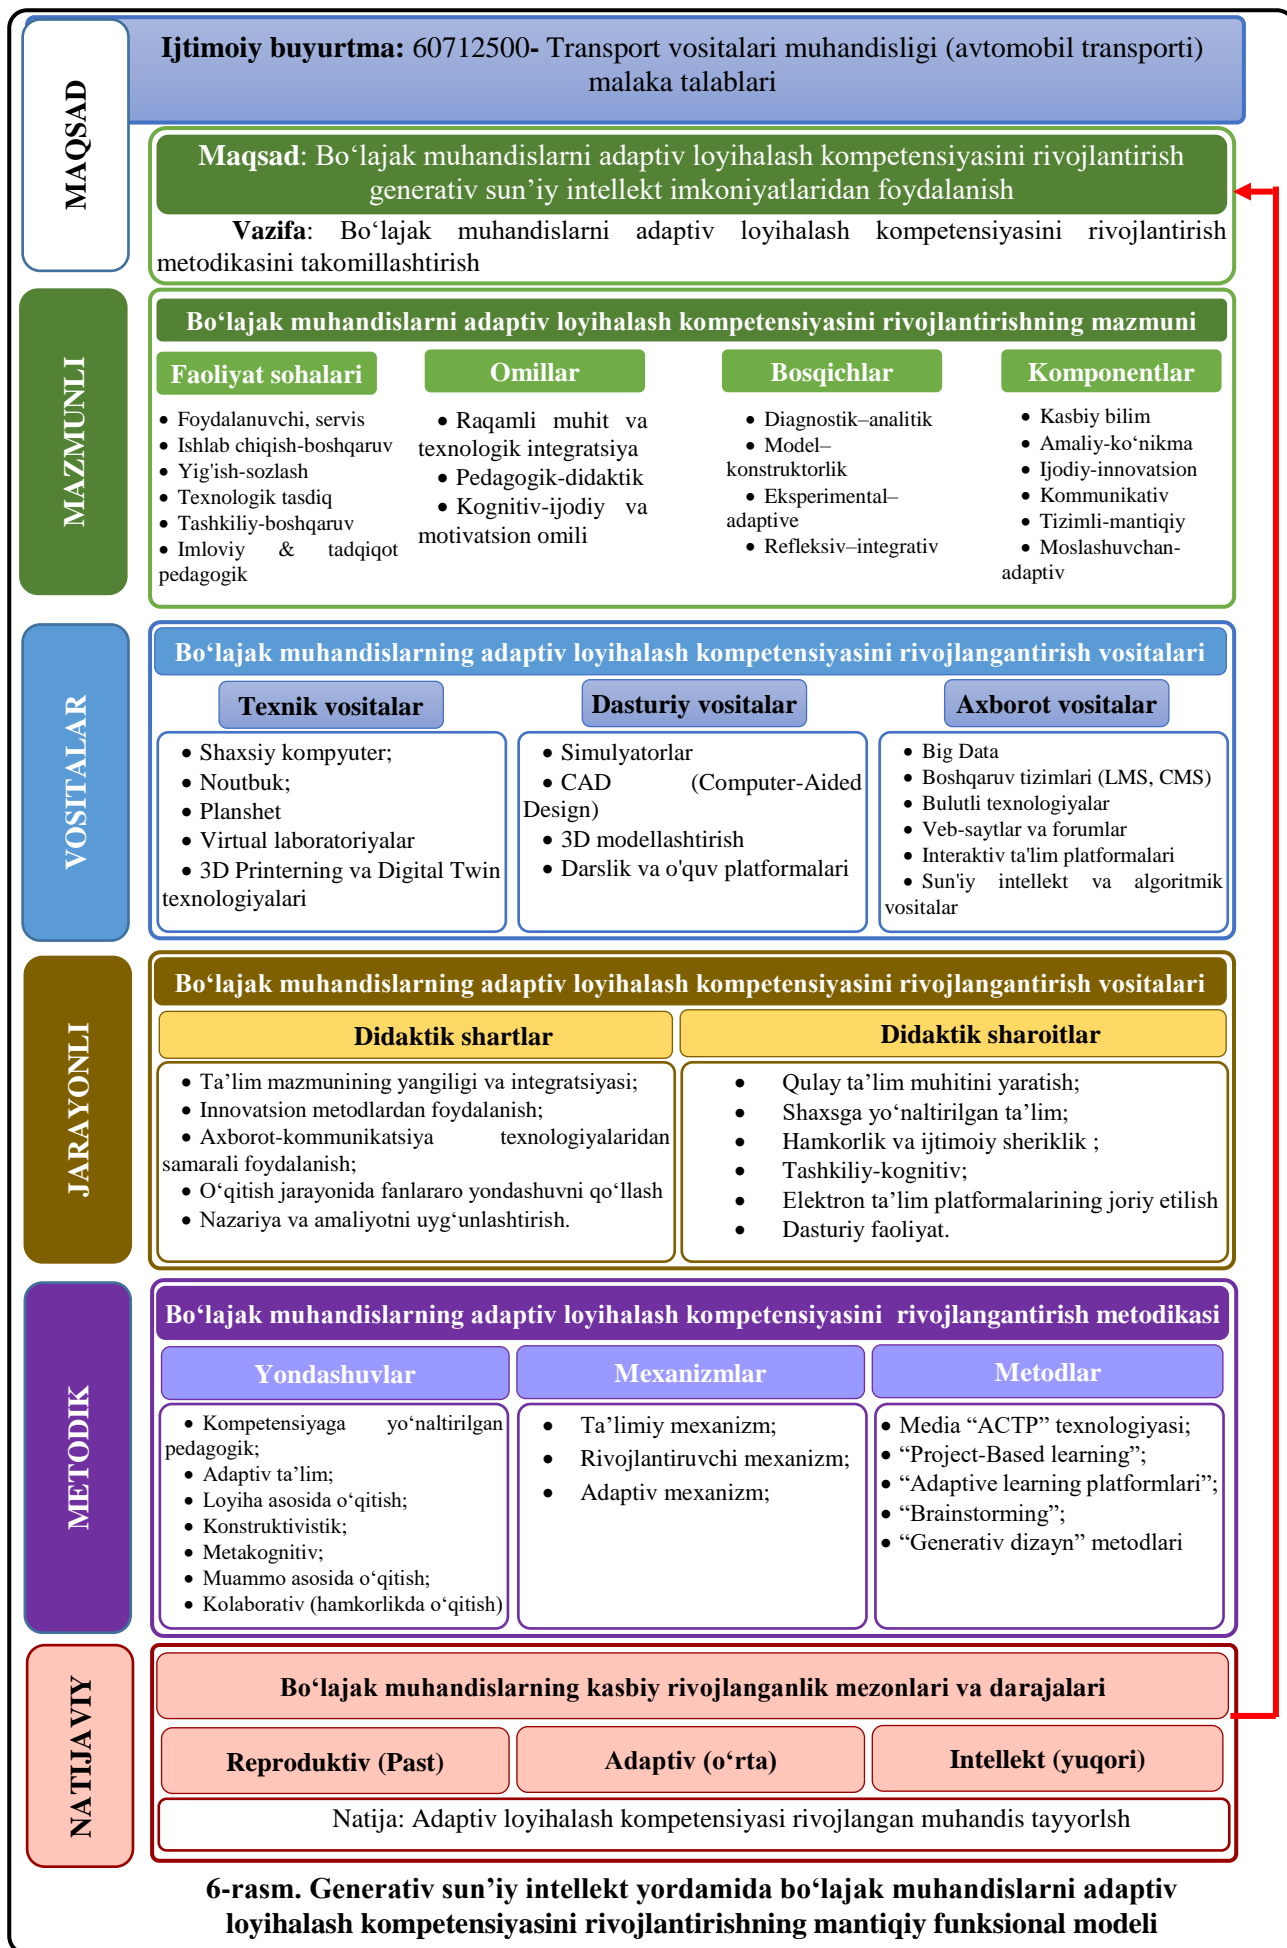 MAQSAD
Ijtimoiy buyurtma: 60712500- Transport vositalari muhandisligi (avtomobil transporti)
malaka talablari
Maqsad: Bo‘lajak muhandislarni adaptiv loyihalash kompetensiyasini rivojlantirish
generativ sun’iy intellekt imkoniyatlaridan foydalanish
Vazifa: Bo‘lajak muhandislarni adaptiv loyihalash kompetensiyasini rivojlantirish
metodikasini takomillashtirish
MAZMUNLI
Bo‘lajak muhandislarni adaptiv loyihalash kompetensiyasini rivojlantirishning mazmuni
Faoliyat sohalari
• Foydalanuvchi, servis
• Ishlab chiqish-boshqaruv
• Yig'ish-sozlash
• Texnologik tasdiq
• Tashkiliy-boshqaruv
• Imloviy & tadqiqot
pedagogik
Omillar
• Raqamli muhit va
texnologik integratsiya
• Pedagogik-didaktik
• Kognitiv-ijodiy va
motivatsion omili
Bosqichlar
• Diagnostik–analitik
• Model–
konstruktorlik
• Eksperimental–
adaptive
• Refleksiv–integrativ
Komponentlar
• Kasbiy bilim
• Amaliy-ko‘nikma
• Ijodiy-innovatsion
• Kommunikativ
• Tizimli-mantiqiy
• Moslashuvchan-
adaptiv
VOSITALAR
Bo‘lajak muhandislarning adaptiv loyihalash kompetensiyasini rivojlangantirish vositalari
Texnik vositalar
• Shaxsiy kompyuter;
• Noutbuk;
• Planshet
• Virtual laboratoriyalar
• 3D Printerning va Digital Twin
texnologiyalari
Dasturiy vositalar
• Simulyatorlar
• CAD (Computer-Aided
Design)
• 3D modellashtirish
• Darslik va o'quv platformalari
Axborot vositalar
• Big Data
• Boshqaruv tizimlari (LMS, CMS)
• Bulutli texnologiyalar
• Veb-saytlar va forumlar
• Interaktiv ta'lim platformalari
• Sun'iy intellekt va algoritmik
vositalar
JARAYONLI
Bo‘lajak muhandislarning adaptiv loyihalash kompetensiyasini rivojlangantirish vositalari
Didaktik shartlar
• Ta’lim mazmunining yangiligi va integratsiyasi;
• Innovatsion metodlardan foydalanish;
• Axborot-kommunikatsiya texnologiyalaridan
samarali foydalanish;
• O‘qitish jarayonida fanlararo yondashuvni qo‘llash
• Nazariya va amaliyotni uyg‘unlashtirish.
Didaktik sharoitlar
• Qulay ta’lim muhitini yaratish;
• Shaxsga yo‘naltirilgan ta’lim;
• Hamkorlik va ijtimoiy sheriklik ;
• Tashkiliy-kognitiv;
• Elektron ta’lim platformalarining joriy etilish
• Dasturiy faoliyat.
METODIK
Bo‘lajak muhandislarning adaptiv loyihalash kompetensiyasini rivojlangantirish metodikasi
Yondashuvlar
• Kompetensiyaga yo‘naltirilgan
pedagogik;
• Adaptiv ta’lim;
• Loyiha asosida o‘qitish;
• Konstruktivistik;
• Metakognitiv;
• Muammo asosida o‘qitish;
• Kolaborativ (hamkorlikda o‘qitish)
Mexanizmlar
• Ta’limiy mexanizm;
• Rivojlantiruvchi mexanizm;
• Adaptiv mexanizm;
Metodlar
• Media “ACTP” texnologiyasi;
• “Project-Based learning”;
• “Adaptive learning platformlari”;
• “Brainstorming”;
• “Generativ dizayn” metodlari
NATIJAVIY
Bo‘lajak muhandislarning kasbiy rivojlanganlik mezonlari va darajalari
Reproduktiv (Past)
Adaptiv (o‘rta)
Intellekt (yuqori)
Natija: Adaptiv loyihalash kompetensiyasi rivojlangan muhandis tayyorlsh
6-rasm. Generativ sun’iy intellekt yordamida bo‘lajak muhandislarni adaptiv
loyihalash kompetensiyasini rivojlantirishning mantiqiy funksional modeli